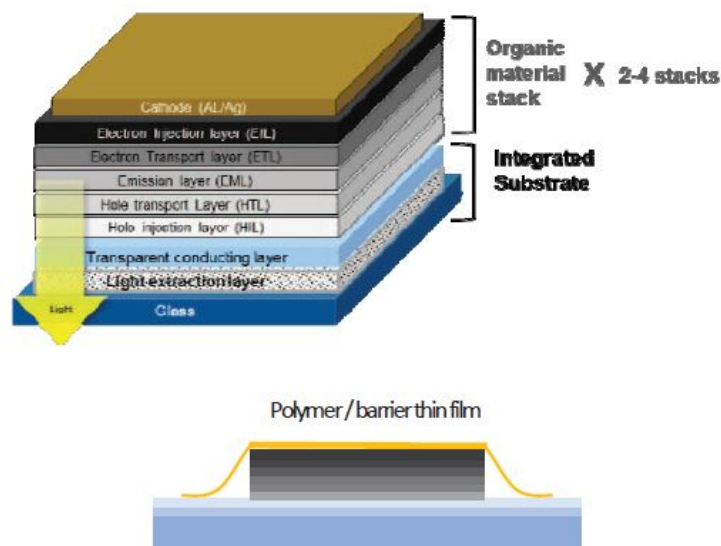 Cathode (AL/Ag)
Electron Injection layer (EIL)
Electron Transport layer (ETL)
Emission layer (EML)
Hole transport Layer (HTL)
Hole injection layer (HIL)
Transparent conducting layer
Light extraction layer
Glass
Light
Organic
material
stack
X 2-4 stacks
Integrated
Substrate
Polymer / barrier thin film